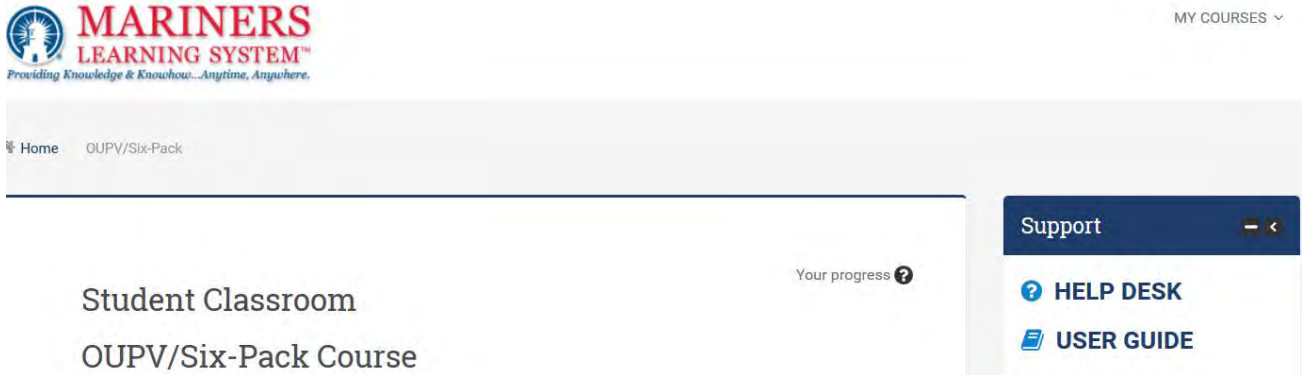 MARINERS
LEARNING SYSTEM™
Providing Knowledge & Knowhow...Anytime, Anywhere.
MY COURSES
Home OUPV/Six-Pack
Your progress
Student Classroom
OUPV/Six-Pack Course
Support
HELP DESK
USER GUIDE